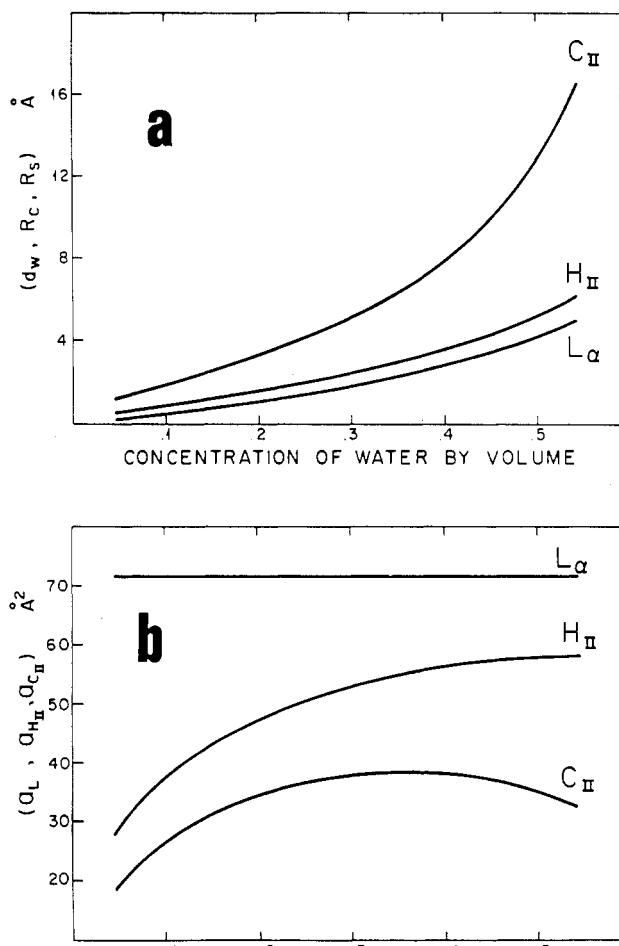 a
(d_w, R_C, R_S) Å
16
12
8
4
C_II
H_II
L_α
.1 .2 .3 .4 .5
CONCENTRATION OF WATER BY VOLUME
b
(a_L, a_H_II, a_C_II) Å²
70
60
50
40
30
20
L_α
H_II
C_II